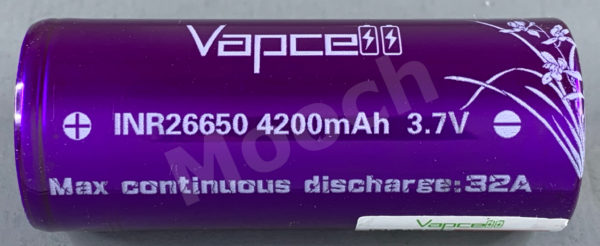 Vapcell
INR26650 4200mAh 3.7V
Mooch
Max continuous discharge:32A
Vapcell